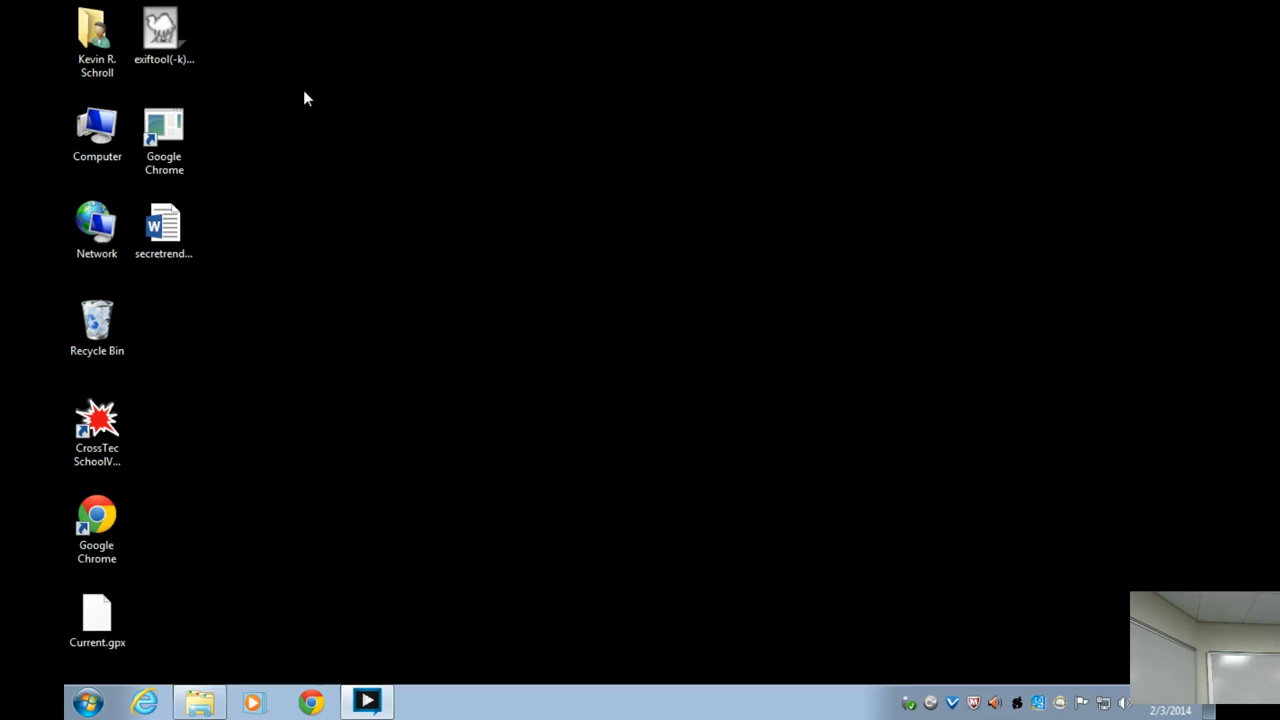 Kevin R.
Schroll
exiftool(-k)...
Computer
Google
Chrome
Network
secretrend...
Recycle Bin
CrossTec
SchoolV...
Google
Chrome
Current.gpx
2/3/2014